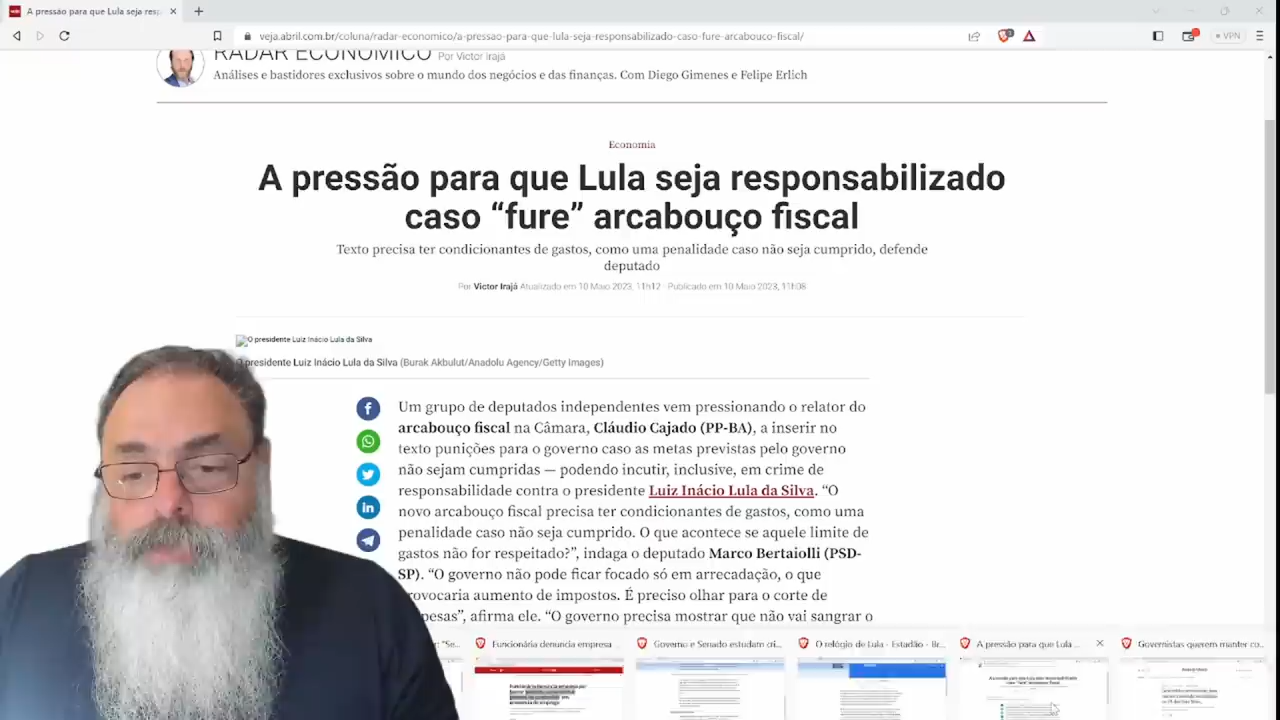 A pressão para que Lula seja resp
veja.abril.com.br/coluna/radar-economico/a-pressao-para-que-lula-seja-responsabilizado-caso-fure-arcabouco-fiscal/
VPN
RADAR ECONÔMICO Por Victor Irajá
Análises e bastidores exclusivos sobre o mundo dos negócios e das finanças. Com Diego Gimenes e Felipe Erlich
Economia
A pressão para que Lula seja responsabilizado
caso “fure” arcabouço fiscal
Texto precisa ter condicionantes de gastos, como uma penalidade caso não seja cumprido, defende
deputado
Por Victor Irajá Atualizado em 10 Maio 2023, 11h12 - Publicado em 10 Maio 2023, 11h08
O presidente Luiz Inácio Lula da Silva
O presidente Luiz Inácio Lula da Silva (Burak Akbulut/Anadolu Agency/Getty Images)
Um grupo de deputados independentes vem pressionando o relator do
arcabouço fiscal na Câmara, Cláudio Cajado (PP-BA), a inserir no
texto punições para o governo caso as metas previstas pelo governo
não sejam cumpridas — podendo incutir, inclusive, em crime de
responsabilidade contra o presidente Luiz Inácio Lula da Silva. “O
novo arcabouço fiscal precisa ter condicionantes de gastos, como uma
penalidade caso não seja cumprido. O que acontece se aquele limite de
gastos não for respeitado?”, indaga o deputado Marco Bertaiolli (PSD-
SP). “O governo não pode ficar focado só em arrecadação, o que
provocaria aumento de impostos. É preciso olhar para o corte de
pesas”, afirma ele. “O governo precisa mostrar que não vai sangrar o
"Se...
Funcionária denuncia empresa ...
Governo e Senado estudam cri...
O relógio de Lula - Estadão - Br...
A pressão para que Lula ...
Governistas querem manter co...